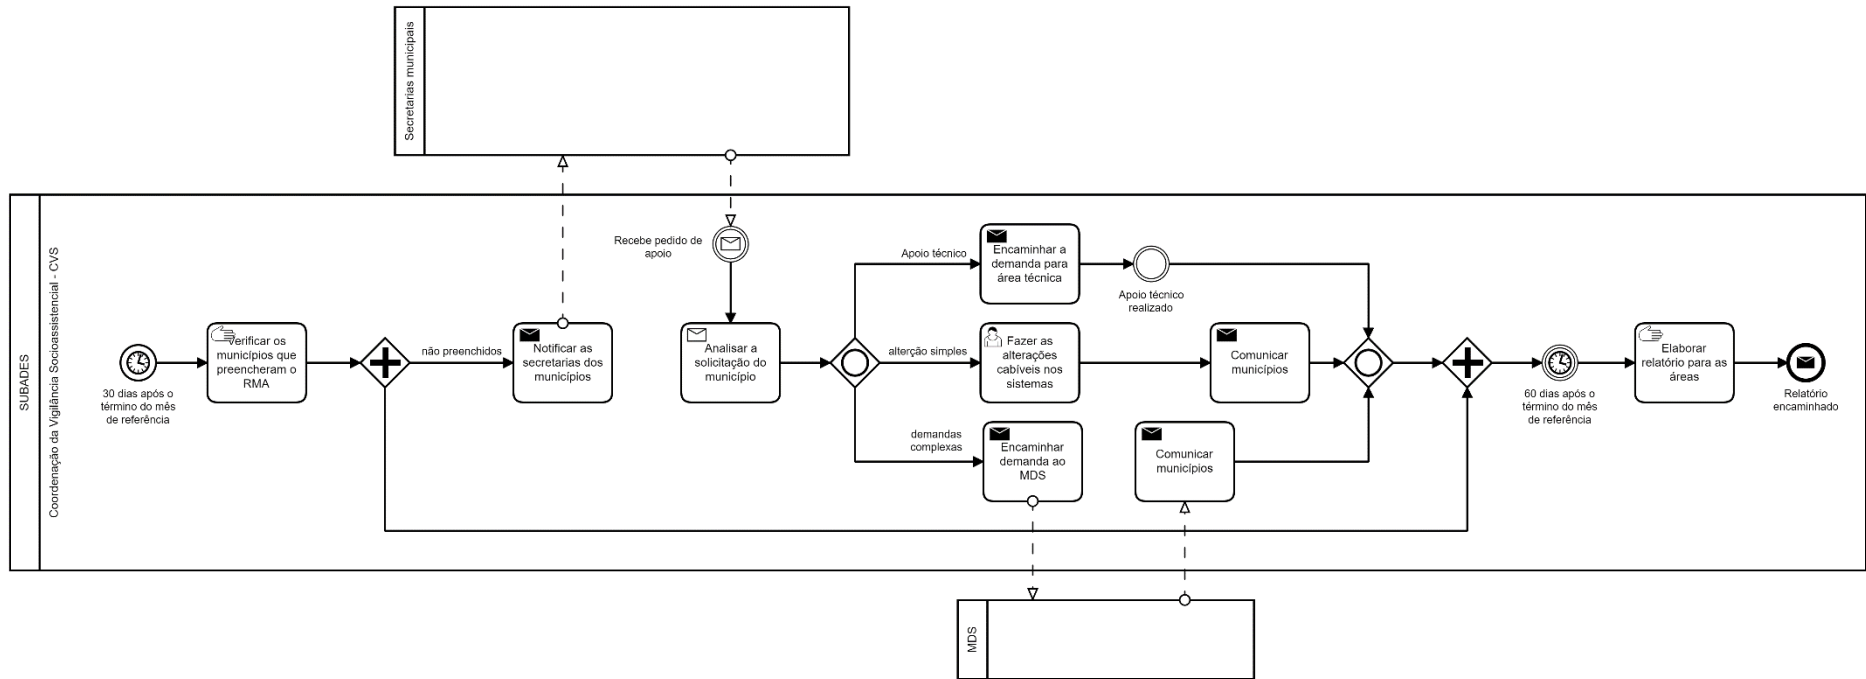 Secretarias municipais
SUBADES
Coordenação da Vigilância Socioassistencial - CVS
30 dias após o
término do mês
de referência
Verificar os
municípios que
preencheram o
RMA
não preenchidos
Notificar as
secretarias dos
municípios
Recebe pedido de
apoio
Analisar a
solicitação do
município
Apoio técnico
Encaminhar a
demanda para
área técnica
Apoio técnico
realizado
alterção simples
Fazer as
alterações
cabíveis nos
sistemas
Comunicar
municípios
demandas
complexas
Encaminhar
demanda ao
MDS
Comunicar
municípios
60 dias após o
término do mês
de referência
Elaborar
relatório para as
áreas
Relatório
encaminhado
MDS